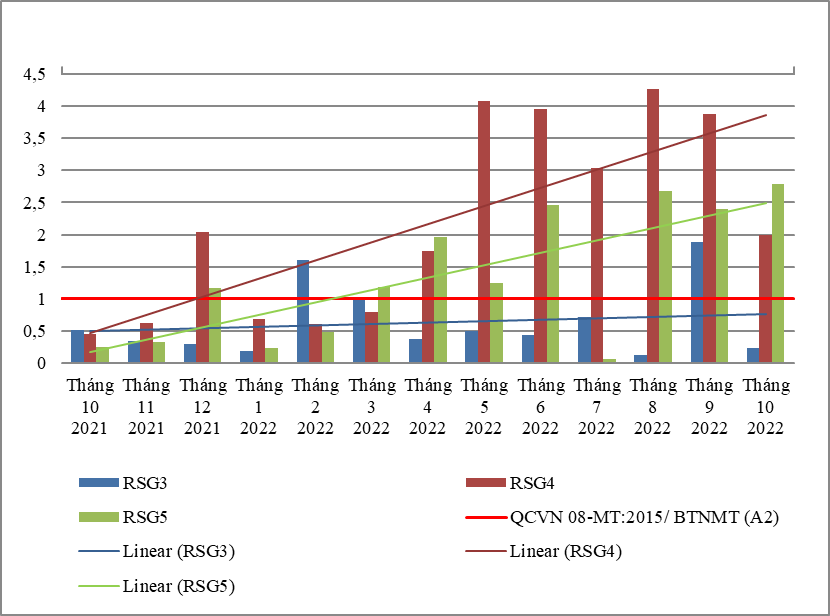 4,5
4
3,5
3
2,5
2
1,5
1
0,5
0
Tháng Tháng Tháng Tháng Tháng Tháng Tháng Tháng Tháng Tháng Tháng Tháng Tháng
10 11 12 1 2 3 4 5 6 7 8 9 10
2021 2021 2021 2022 2022 2022 2022 2022 2022 2022 2022 2022 2022
RSG3 RSG4
RSG5 QCVN 08-MT:2015/ BTNMT (A2)
Linear (RSG3) Linear (RSG4)
Linear (RSG5)